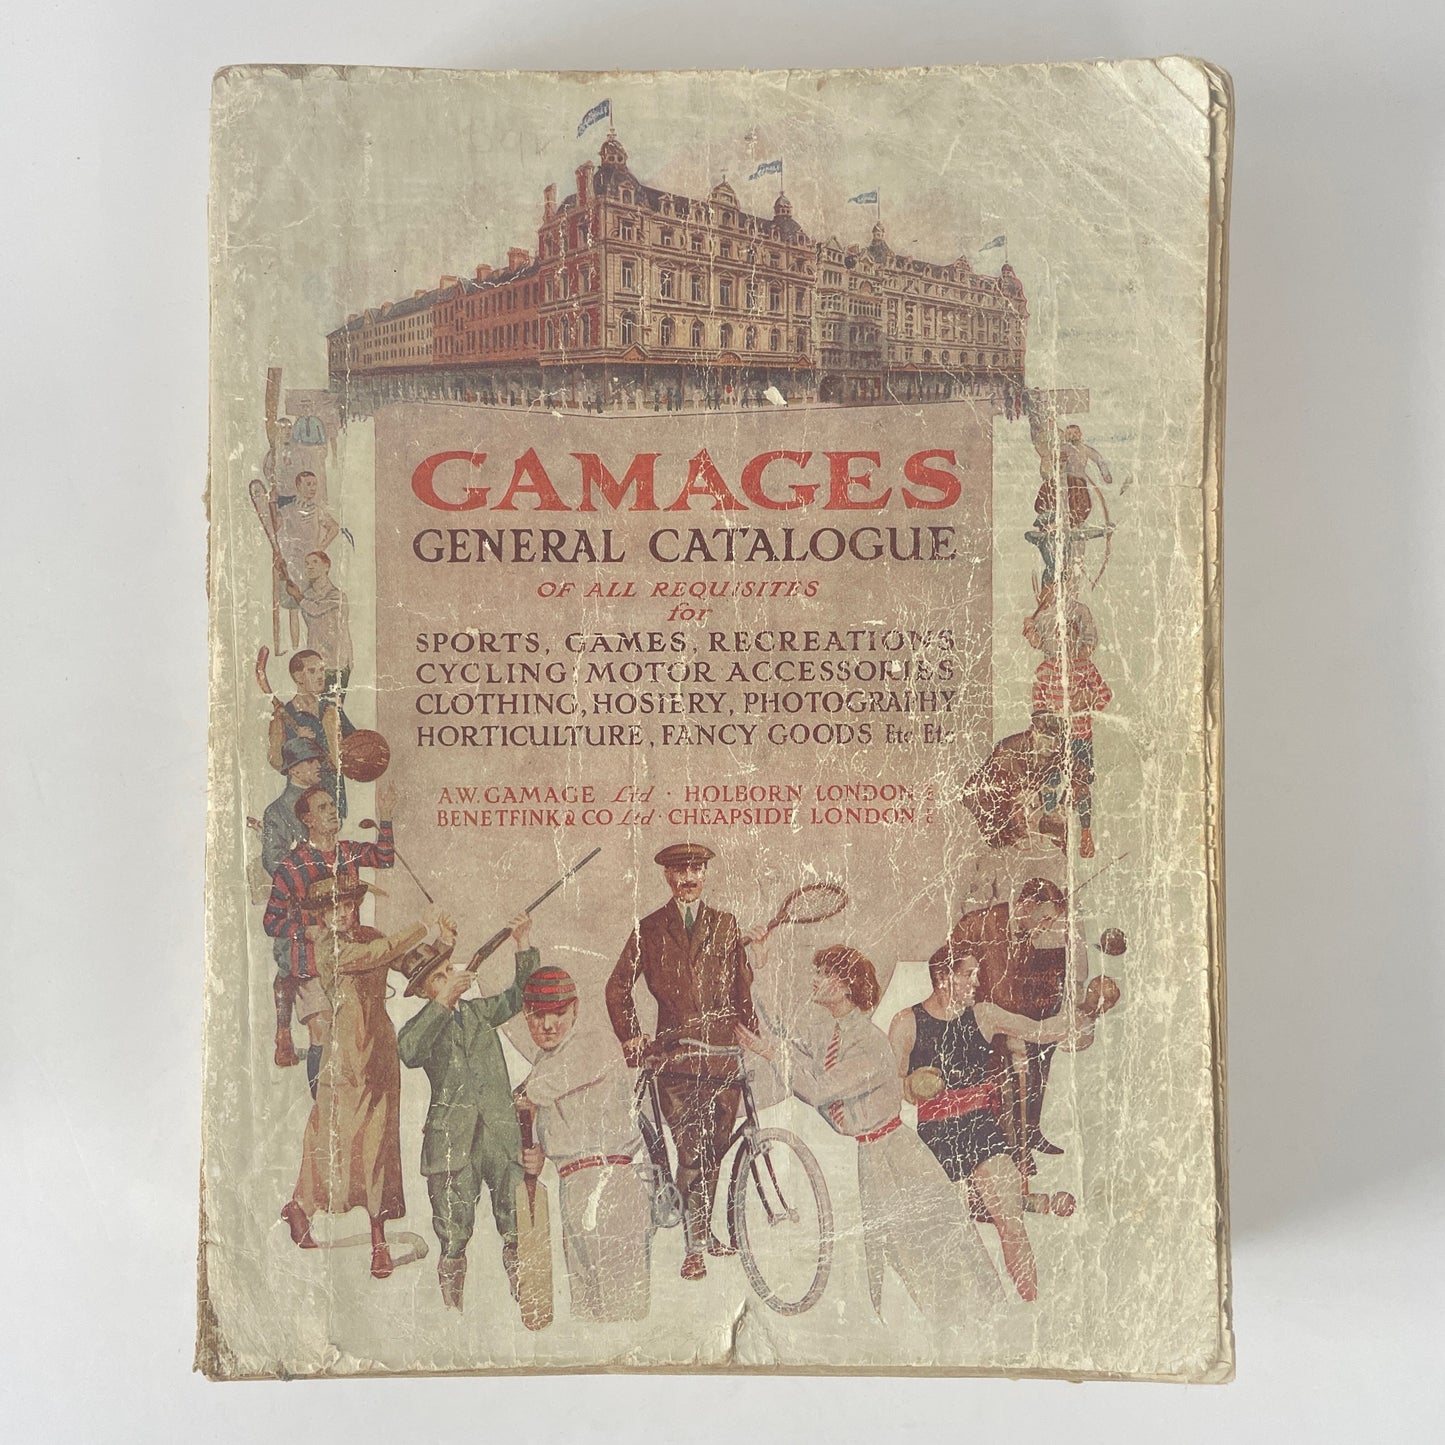 GAMAGES
GENERAL CATALOGUE
OF ALL REQUISITES
for
SPORTS, GAMES, RECREATIONS
CYCLING, MOTOR ACCESSORIES
CLOTHING, HOSIERY, PHOTOGRAPHY
HORTICULTURE, FANCY GOODS Etc Etc
A.W. GAMAGE Ltd · HOLBORN LONDON E
BENETFINK & CO Ltd · CHEAPSIDE LONDON E